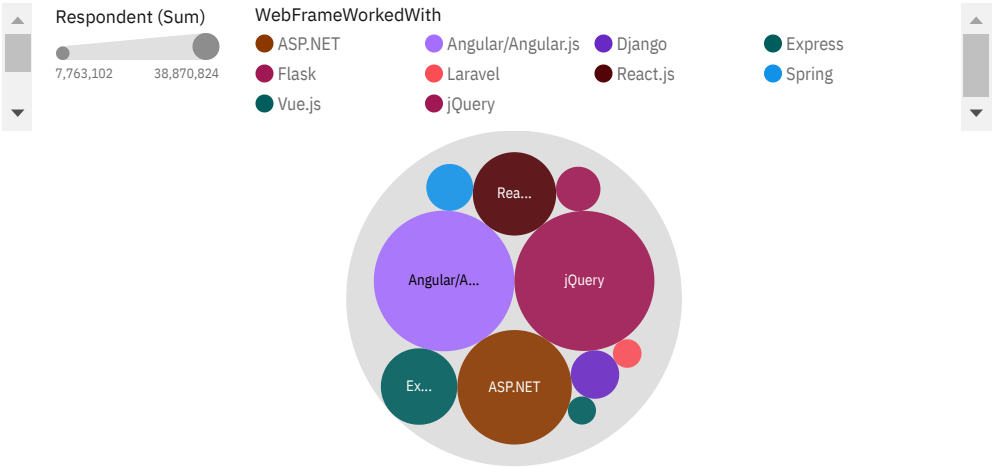 Respondent (Sum)
7,763,102 38,870,824
WebFrameWorkedWith
ASP.NET Angular/Angular.js Django Express
Flask Laravel React.js Spring
Vue.js jQuery
Rea...
Angular/A... jQuery
Ex... ASP.NET